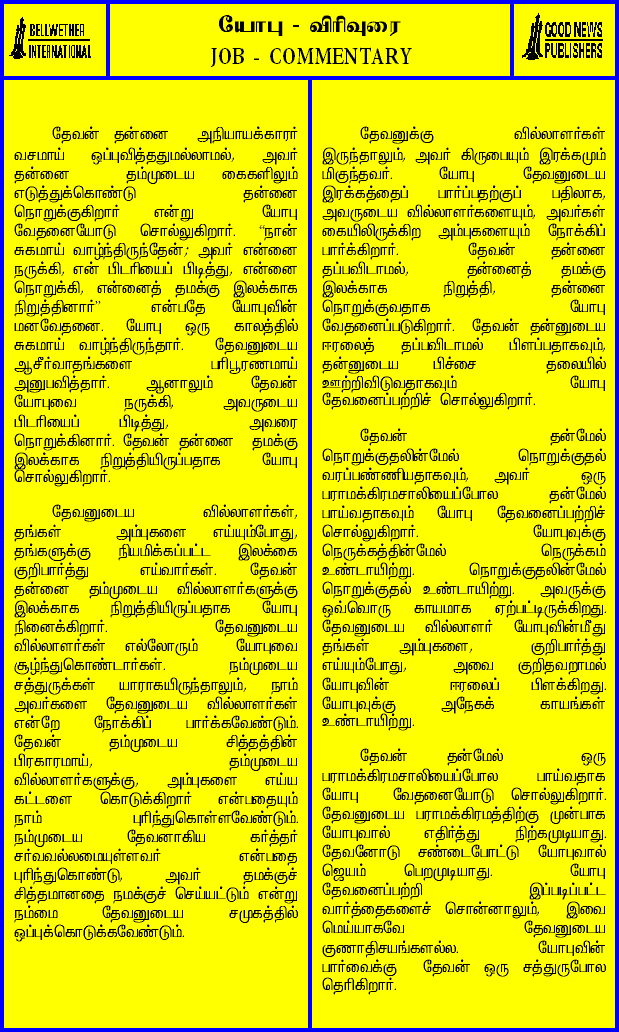 BELLWETHER
INTERNATIONAL
யோபு - விரிவுரை
JOB - COMMENTARY
GOOD NEWS
PUBLISHERS
தேவன் தன்னை அநியாயக்காரர்
வசமாய் ஒப்புவித்ததுமல்லாமல், அவர்
தன்னை தம்முடைய கைகளிலும்
எடுத்துக்கொண்டு தன்னை
நொறுக்குகிறார் என்று யோபு
வேதனையோடு சொல்லுகிறார். “நான்
சுகமாய் வாழ்ந்திருந்தேன்; அவர் என்னை
நருக்கி, என் பிடரியைப் பிடித்து, என்னை
நொறுக்கி, என்னைத் தமக்கு இலக்காக
நிறுத்தினார்” என்பதே யோபுவின்
மனவேதனை. யோபு ஒரு காலத்தில்
சுகமாய் வாழ்ந்திருந்தார். தேவனுடைய
ஆசீர்வாதங்களை பரிபூரணமாய்
அனுபவித்தார். ஆனாலும் தேவன்
யோபுவை நருக்கி, அவருடைய
பிடரியைப் பிடித்து, அவரை
நொறுக்கினார். தேவன் தன்னை தமக்கு
இலக்காக நிறுத்தியிருப்பதாக யோபு
சொல்லுகிறார்.
தேவனுடைய வில்லாளர்கள்,
தங்கள் அம்புகளை எய்யும்போது,
தங்களுக்கு நியமிக்கப்பட்ட இலக்கை
குறிபார்த்து எய்வார்கள். தேவன்
தன்னை தம்முடைய வில்லாளர்களுக்கு
இலக்காக நிறுத்தியிருப்பதாக யோபு
நினைக்கிறார். தேவனுடைய
வில்லாளர்கள் எல்லோரும் யோபுவை
சூழ்ந்துகொண்டார்கள். நம்முடைய
சத்துருக்கள் யாராகயிருந்தாலும், நாம்
அவர்களை தேவனுடைய வில்லாளர்கள்
என்றே நோக்கிப் பார்க்கவேண்டும்.
தேவன் தம்முடைய சித்தத்தின்
பிரகாரமாய், தம்முடைய
வில்லாளர்களுக்கு, அம்புகளை எய்ய
கட்டளை கொடுக்கிறார் என்பதையும்
நாம் புரிந்துகொள்ளவேண்டும்.
நம்முடைய தேவனாகிய கர்த்தர்
சர்வவல்லமையுள்ளவர் என்பதை
புரிந்துகொண்டு, அவர் தமக்குச்
சித்தமானதை நமக்குச் செய்யட்டும் என்று
நம்மை தேவனுடைய சமுகத்தில்
ஒப்புக்கொடுக்கவேண்டும்.
தேவனுக்கு வில்லாளர்கள்
இருந்தாலும், அவர் கிருபையும் இரக்கமும்
மிகுந்தவர். யோபு தேவனுடைய
இரக்கத்தைப் பார்ப்பதற்குப் பதிலாக,
அவருடைய வில்லாளர்களையும், அவர்கள்
கையிலிருக்கிற அம்புகளையும் நோக்கிப்
பார்க்கிறார். தேவன் தன்னை
தப்பவிடாமல், தன்னைத் தமக்கு
இலக்காக நிறுத்தி, தன்னை
நொறுக்குவதாக யோபு
வேதனைப்படுகிறார். தேவன் தன்னுடைய
ஈரலைத் தப்பவிடாமல் பிளப்பதாகவும்,
தன்னுடைய பிச்சை தலையில்
ஊற்றிவிடுவதாகவும் யோபு
தேவனைப்பற்றிச் சொல்லுகிறார்.
தேவன் தன்மேல்
நொறுக்குதலின்மேல் நொறுக்குதல்
வரப்பண்ணியதாகவும், அவர் ஒரு
பராமக்கிரமசாலியைப்போல தன்மேல்
பாய்வதாகவும் யோபு தேவனைப்பற்றிச்
சொல்லுகிறார். யோபுவுக்கு
நெருக்கத்தின்மேல் நெருக்கம்
உண்டாயிற்று. நொறுக்குதலின்மேல்
நொறுக்குதல் உண்டாயிற்று. அவருக்கு
ஒவ்வொரு காயமாக ஏற்பட்டிருக்கிறது.
தேவனுடைய வில்லாளர் யோபுவின்மீது
தங்கள் அம்புகளை, குறிபார்த்து
எய்யும்போது, அவை குறிதவறாமல்
யோபுவின் ஈரலைப் பிளக்கிறது.
யோபுவுக்கு அநேகக் காயங்கள்
உண்டாயிற்று.
தேவன் தன்மேல் ஒரு
பராமக்கிரமசாலியைப்போல பாய்வதாக
யோபு வேதனையோடு சொல்லுகிறார்.
தேவனுடைய பராமக்கிரமத்திற்கு முன்பாக
யோபுவால் எதிர்த்து நிற்கமுடியாது.
தேவனோடு சண்டைபோட்டு யோபுவால்
ஜெயம் பெறமுடியாது. யோபு
தேவனைப்பற்றி இப்படிப்பட்ட
வார்த்தைகளைச் சொன்னாலும், இவை
மெய்யாகவே தேவனுடைய
குணாதிசயங்களல்ல. யோபுவின்
பார்வைக்கு தேவன் ஒரு சத்துருபோல
தெரிகிறார்.